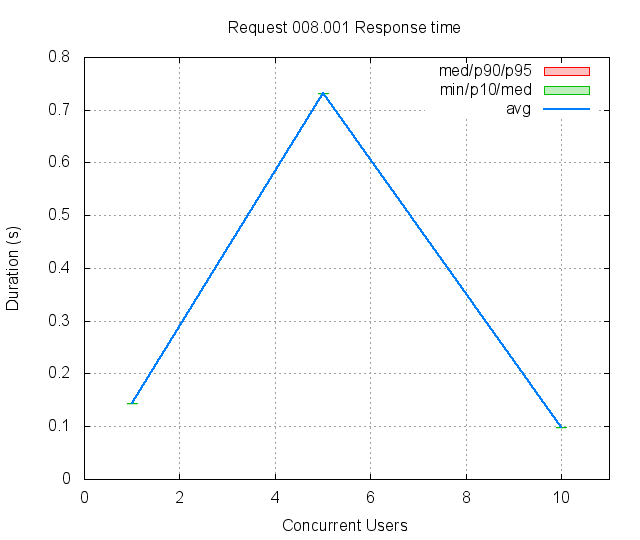 Request 008.001 Response time
med/p90/p95
min/p10/med
avg
Duration (s)
0.8
0.7
0.6
0.5
0.4
0.3
0.2
0.1
0
0 2 4 6 8 10
Concurrent Users